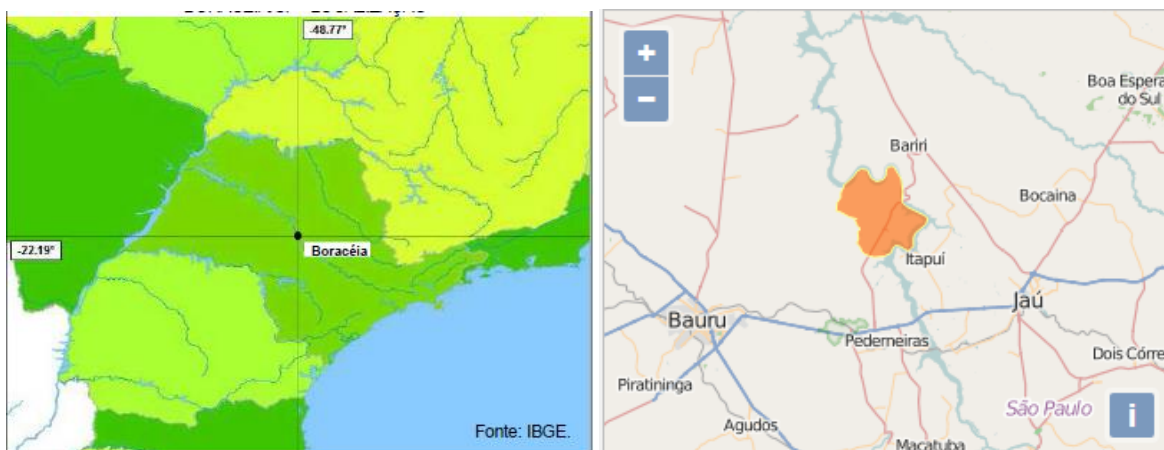 -48.77°
-22.19°
Boracéia
Fonte: IBGE.
+
−
Boa Espera
do Sul
Bariri
Bocaina
Itapuí
Jaú
Bauru
Pederneiras
Dois Córre
Piratininga
São Paulo
i
Agudos
Macatuba